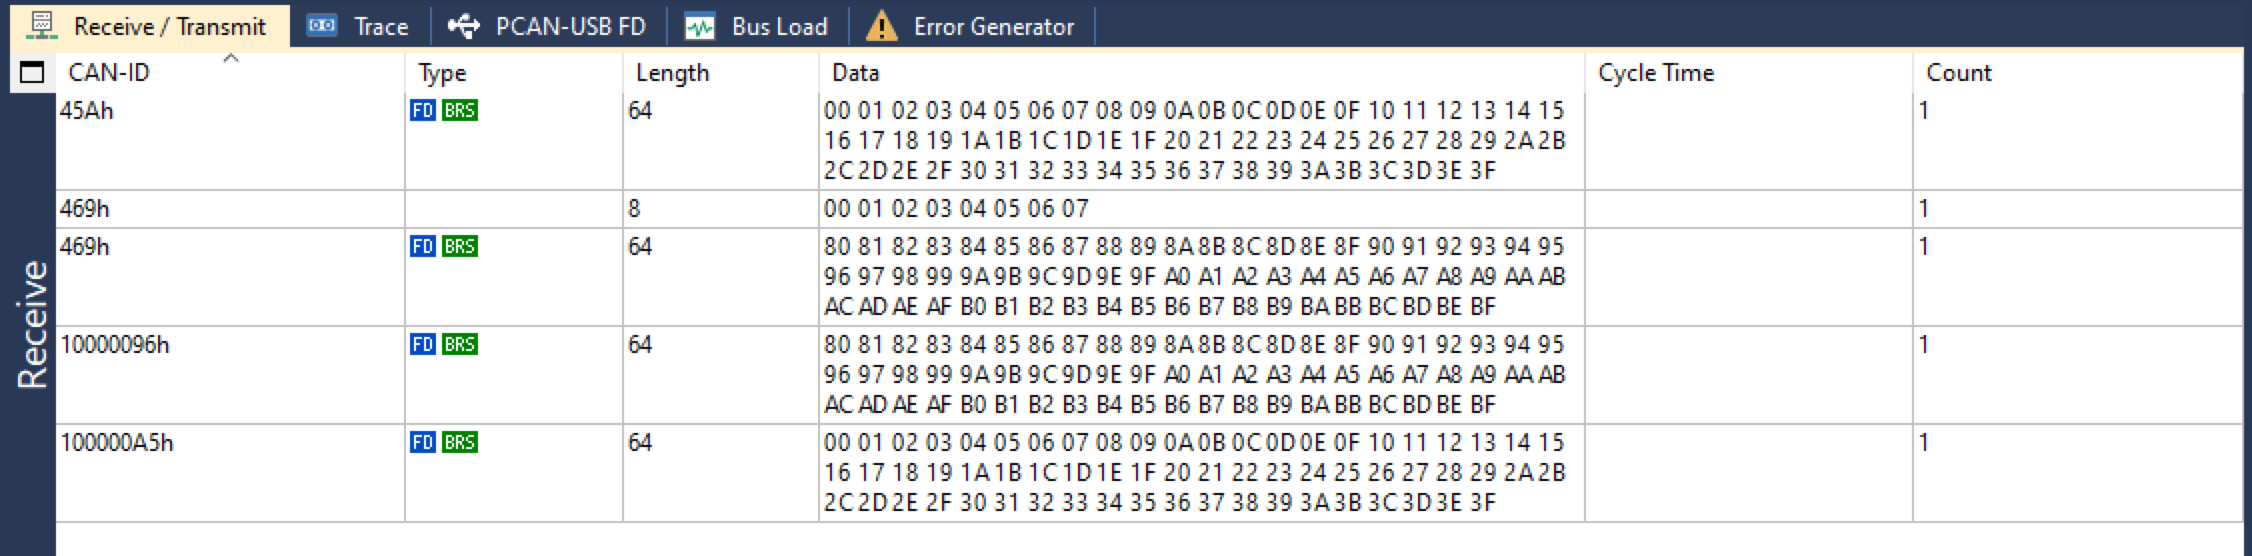 Receive / Transmit Trace PCAN-USB FD Bus Load Error Generator
CAN-ID Type Length Data Cycle Time Count
45Ah FD BRS 64 00 01 02 03 04 05 06 07 08 09 0A 0B 0C 0D 0E 0F 10 11 12 13 14 15 1
16 17 18 19 1A 1B 1C 1D 1E 1F 20 21 22 23 24 25 26 27 28 29 2A 2B
2C 2D 2E 2F 30 31 32 33 34 35 36 37 38 39 3A 3B 3C 3D 3E 3F
469h 8 00 01 02 03 04 05 06 07 1
469h FD BRS 64 80 81 82 83 84 85 86 87 88 89 8A 8B 8C 8D 8E 8F 90 91 92 93 94 95 1
96 97 98 99 9A 9B 9C 9D 9E 9F A0 A1 A2 A3 A4 A5 A6 A7 A8 A9 AA AB
AC AD AE AF B0 B1 B2 B3 B4 B5 B6 B7 B8 B9 BA BB BC BD BE BF
10000096h FD BRS 64 80 81 82 83 84 85 86 87 88 89 8A 8B 8C 8D 8E 8F 90 91 92 93 94 95 1
96 97 98 99 9A 9B 9C 9D 9E 9F A0 A1 A2 A3 A4 A5 A6 A7 A8 A9 AA AB
AC AD AE AF B0 B1 B2 B3 B4 B5 B6 B7 B8 B9 BA BB BC BD BE BF
100000A5h FD BRS 64 00 01 02 03 04 05 06 07 08 09 0A 0B 0C 0D 0E 0F 10 11 12 13 14 15 1
16 17 18 19 1A 1B 1C 1D 1E 1F 20 21 22 23 24 25 26 27 28 29 2A 2B
2C 2D 2E 2F 30 31 32 33 34 35 36 37 38 39 3A 3B 3C 3D 3E 3F
Receive